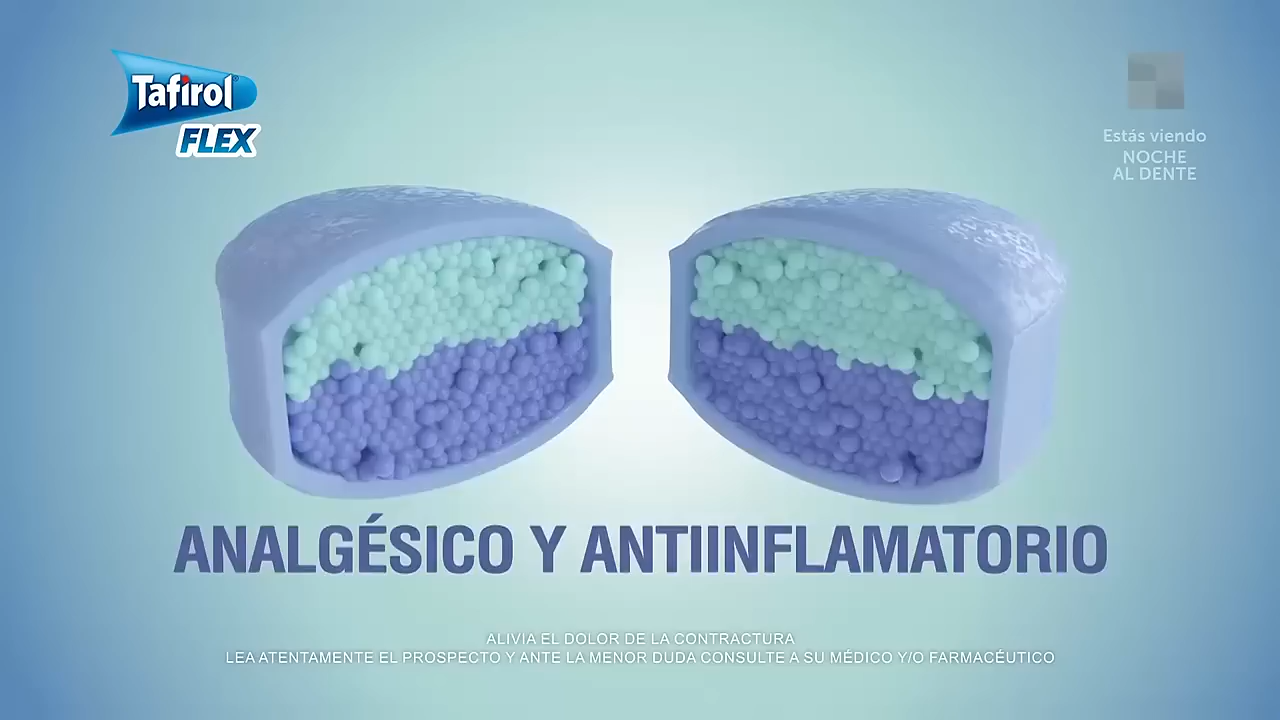 Tafirol
FLEX
Estás viendo
NOCHE
AL DENTE
ANALGÉSICO Y ANTIINFLAMATORIO
ALIVIA EL DOLOR DE LA CONTRACTURA
LEA ATENTAMENTE EL PROSPECTO Y ANTE LA MENOR DUDA CONSULTE A SU MÉDICO Y/O FARMACÉUTICO